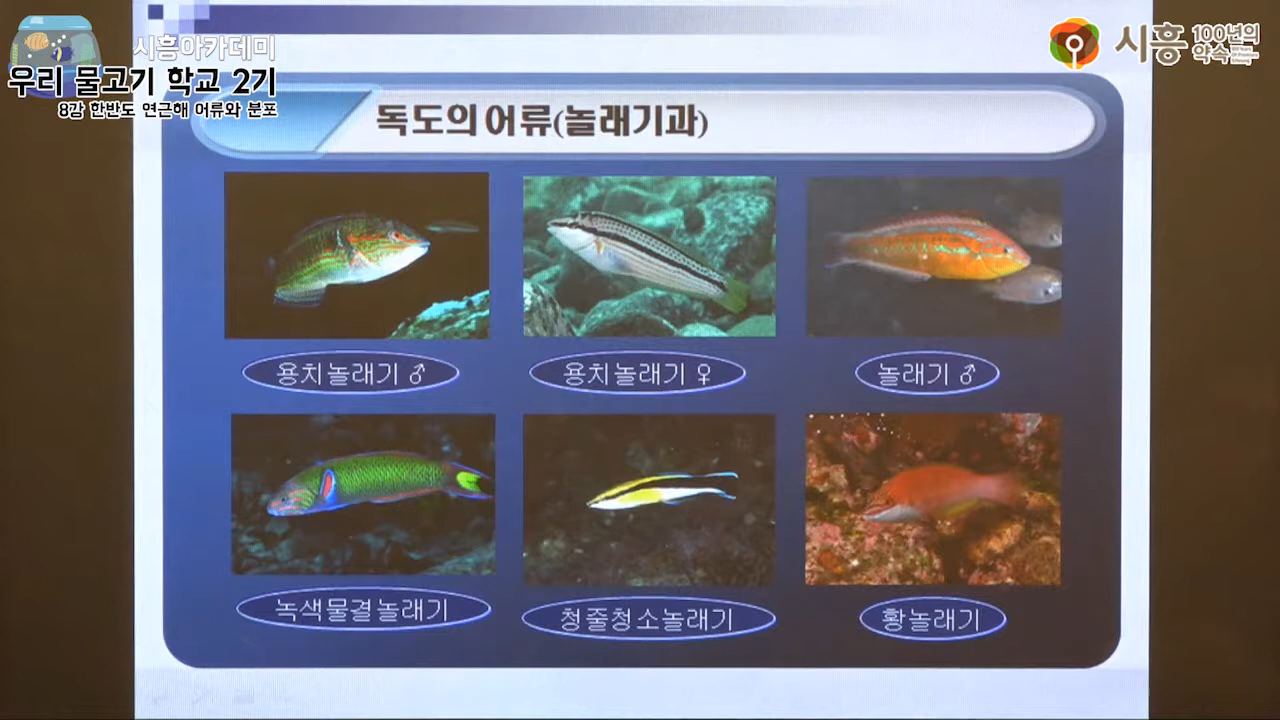 시흥아카데미
우리 물고기 학교 2기
8강 한반도 연근해 어류와 분포
시흥 100년의 약속
독도의 어류(놀래기과)
용치놀래기 ♂
용치놀래기 ♀
놀래기 ♂
녹색물결놀래기
청줄청소놀래기
황놀래기